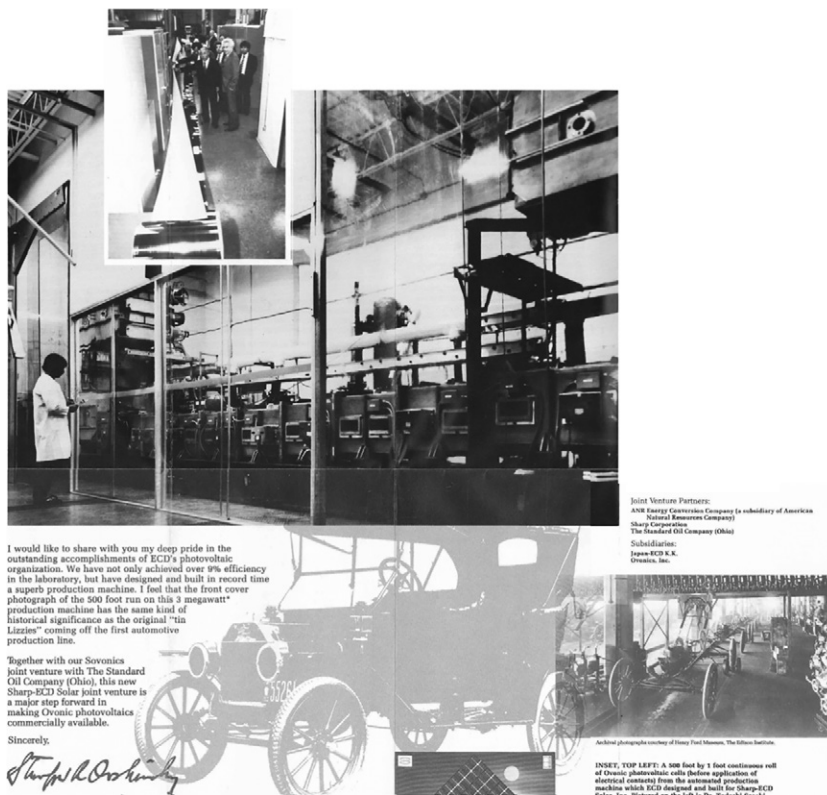 Joint Venture Partners:
ANR Energy Conversion Company (a subsidiary of American
Natural Resources Company)
Sharp Corporation
The Standard Oil Company (Ohio)
Subsidiaries:
Japan-ECD K.K.
Ovonics, Inc.
I would like to share with you my deep pride in the
outstanding accomplishments of ECD's photovoltaic
organization. We have not only achieved over 9% efficiency
in the laboratory, but have designed and built in record time
a superb production machine. I feel that the front cover
photograph of the 500 foot run on this 3 megawatt*
production machine has the same kind of
historical significance as the original "tin
Lizzies" coming off the first automotive
production line.
Together with our Sovonics
joint venture with The Standard
Oil Company (Ohio), this new
Sharp-ECD Solar joint venture is
a major step forward in
making Ovonic photovoltaics
commercially available.
Sincerely,
Archival photographs courtesy of Henry Ford Museum, The Edison Institute.
INSET, TOP LEFT: A 500 foot by 1 foot continuous roll
of Ovonic photovoltaic cells (before application of
electrical contacts) from the automated production
machine which ECD designed and built for Sharp-ECD